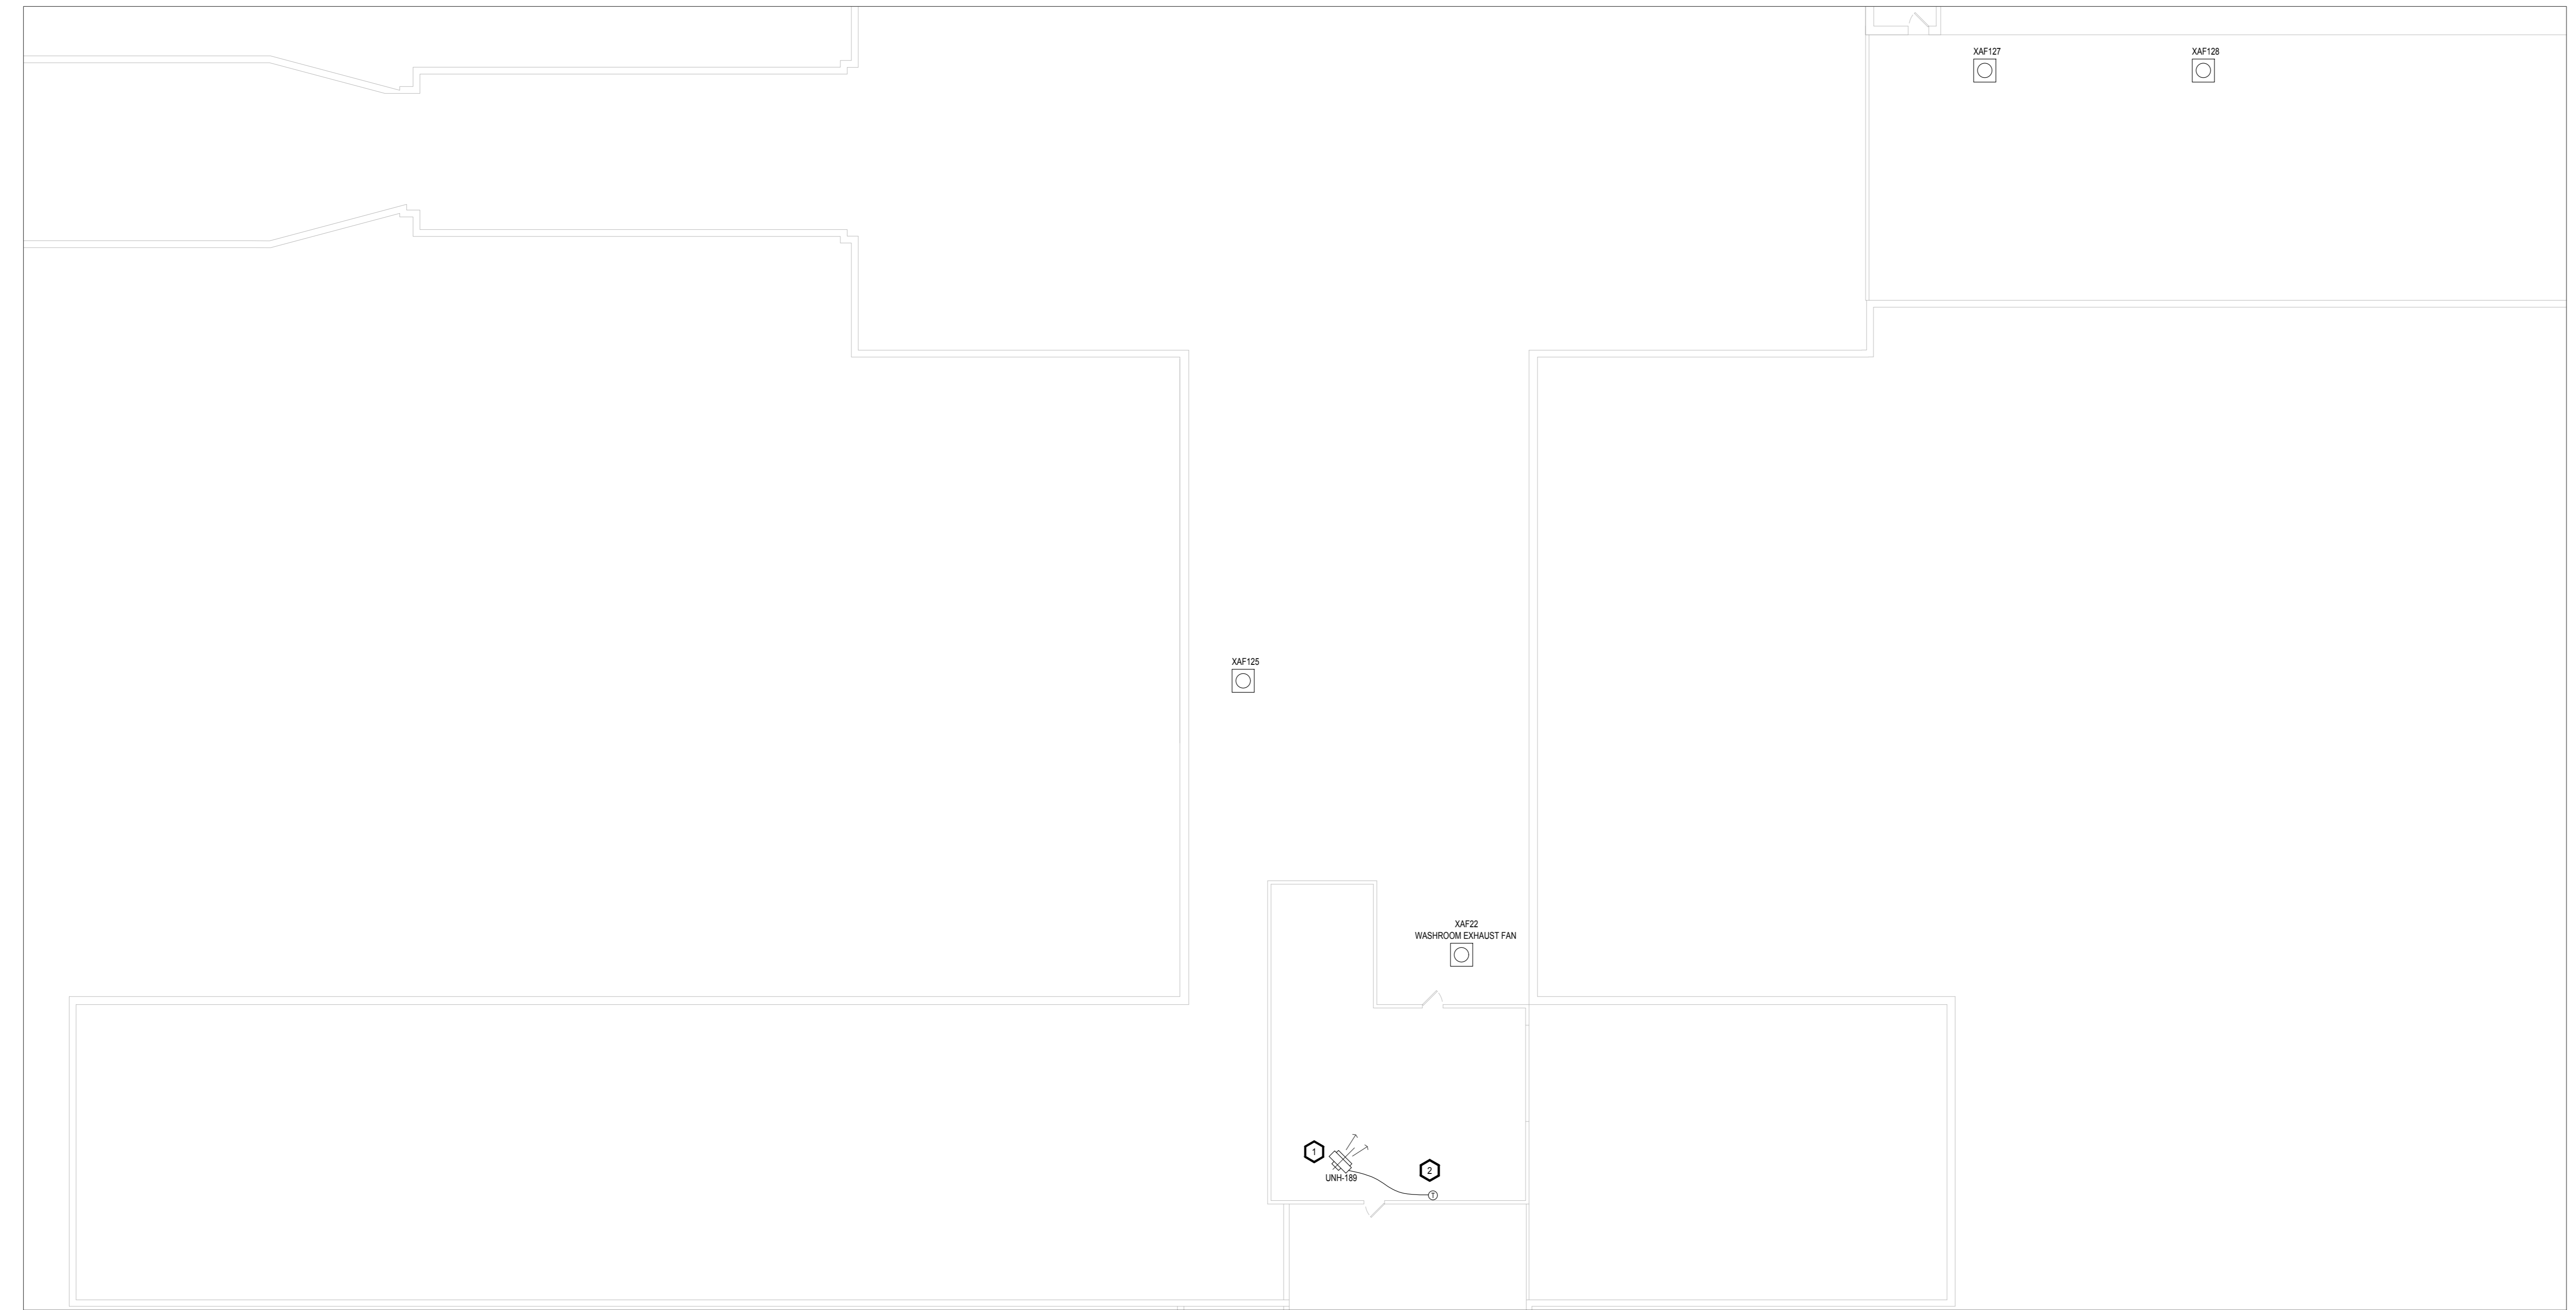 XAF127
XAF128
XAF125
XAF22
WASHROOM EXHAUST FAN
1
2
UNH-189
T